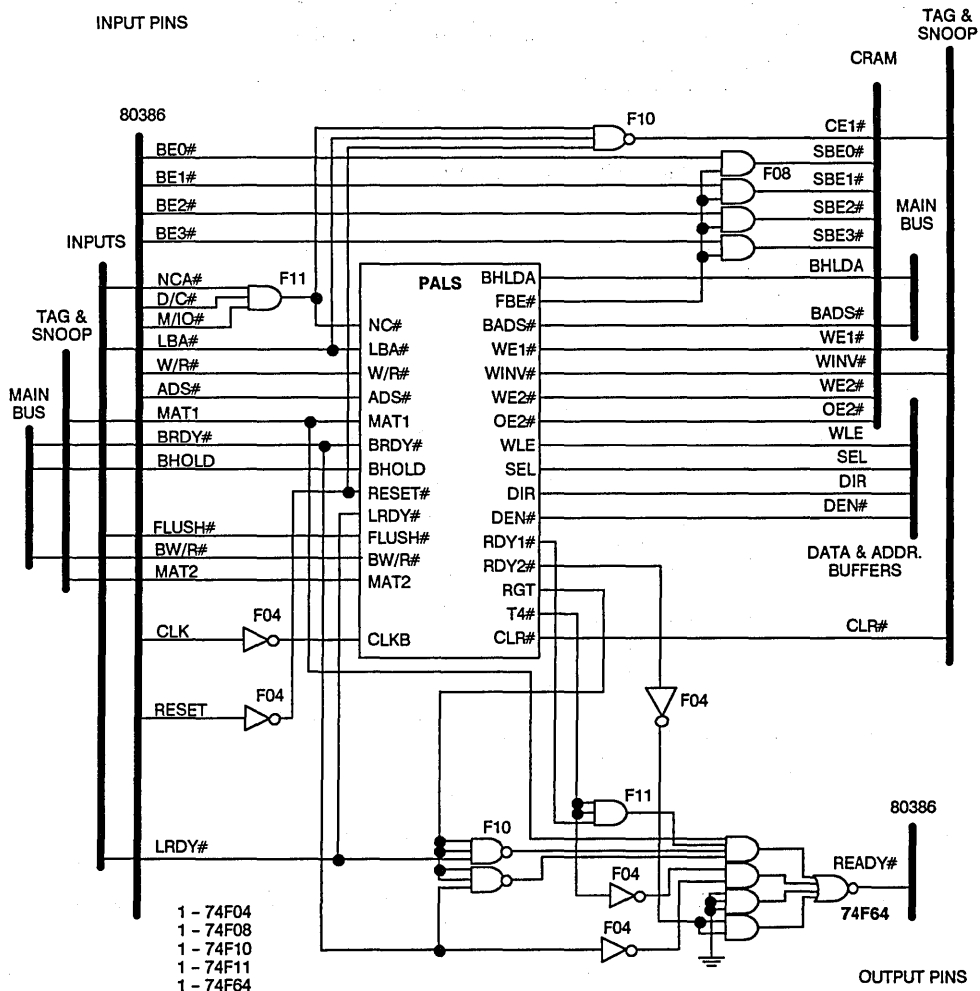 INPUT PINS
TAG &
SNOOP
CRAM
80386
F10
CE1#
BE0#
SBE0#
F08
BE1#
SBE1#
BE2#
SBE2#
MAIN
BUS
BE3#
SBE3#
INPUTS
NCA#
F11
D/C#
M/IO#
LBA#
W/R#
ADS#
TAG &
SNOOP
MAIN
BUS
MAT1
BRDY#
BHOLD
FLUSH#
BW/R#
MAT2
CLK
F04
RESET
F04
PALS
NC#
LBA#
W/R#
ADS#
MAT1
BRDY#
BHOLD
RESET#
LRDY#
FLUSH#
BW/R#
MAT2
CLKB
BHLDA
FBE#
BADS#
WE1#
WINV#
WE2#
OE2#
WLE
SEL
DIR
DEN#
RDY1#
RDY2#
RGT
T4#
CLR#
BHLDA
BADS#
WE1#
WINV#
WE2#
OE2#
WLE
SEL
DIR
DEN#
DATA & ADDR.
BUFFERS
CLR#
F04
F11
80386
F10
LRDY#
READY#
F04
74F64
F04
1 – 74F04
1 – 74F08
1 – 74F10
1 – 74F11
1 – 74F64
OUTPUT PINS